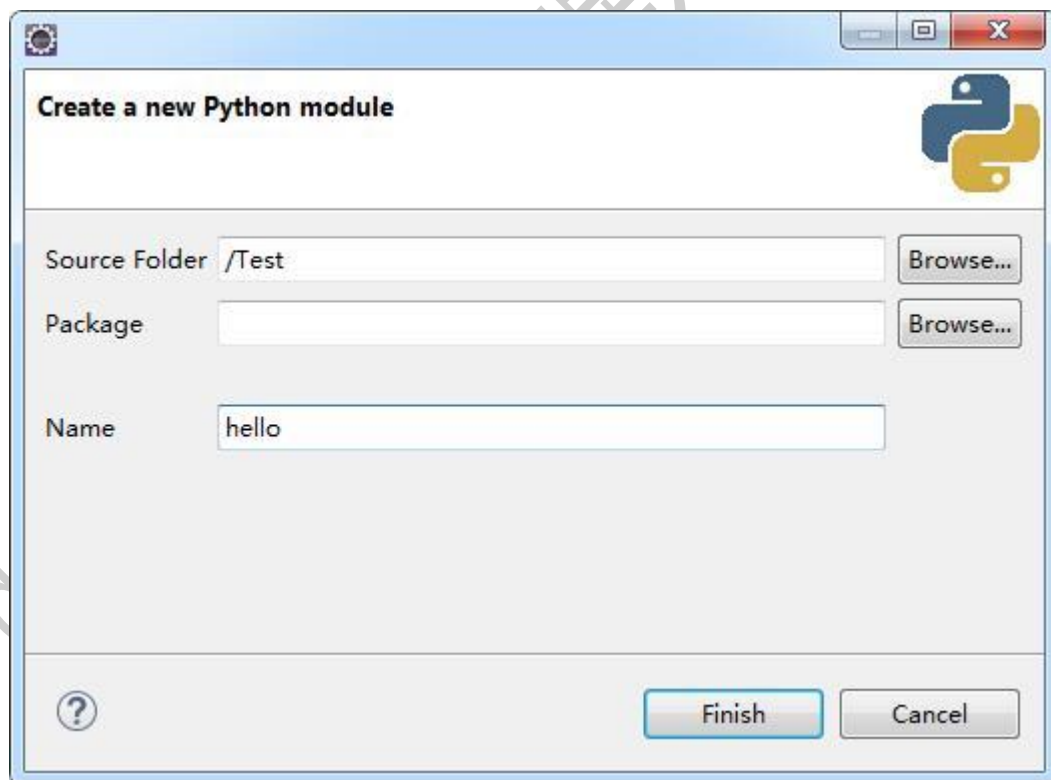 Create a new Python module
Source Folder /Test Browse...
Package Browse...
Name hello
Finish Cancel